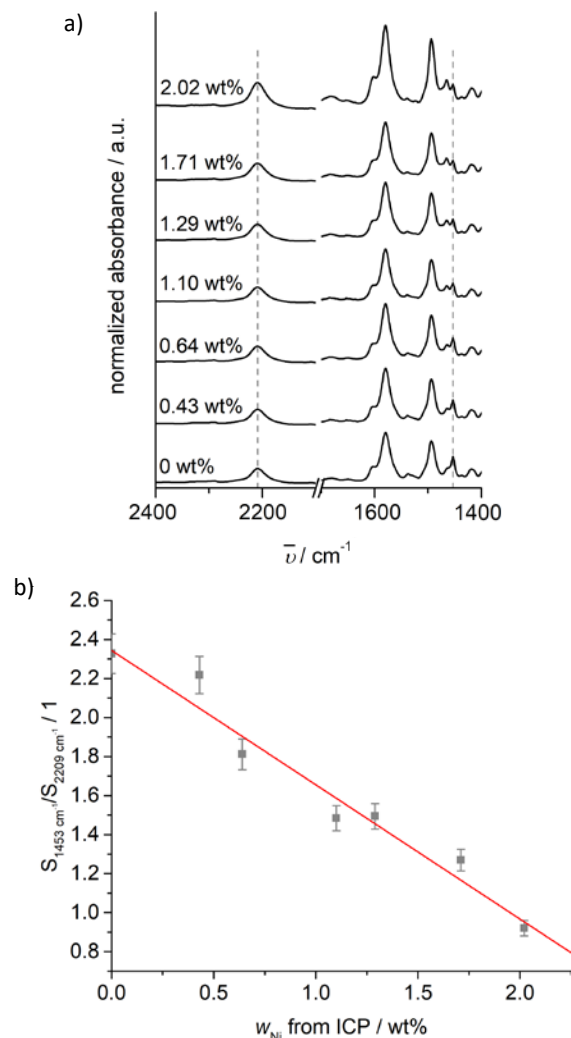 a)
normalized absorbance / a.u.
2.02 wt%
1.71 wt%
1.29 wt%
1.10 wt%
0.64 wt%
0.43 wt%
0 wt%
2400 2200 1600 1400
ῡ / cm⁻¹
b)
S₁₄₅₃ cm⁻¹/S₂₂₀₉ cm⁻¹ / 1
2.6
2.4
2.2
2.0
1.8
1.6
1.4
1.2
1.0
0.8
0.0 0.5 1.0 1.5 2.0
w_Ni from ICP / wt%